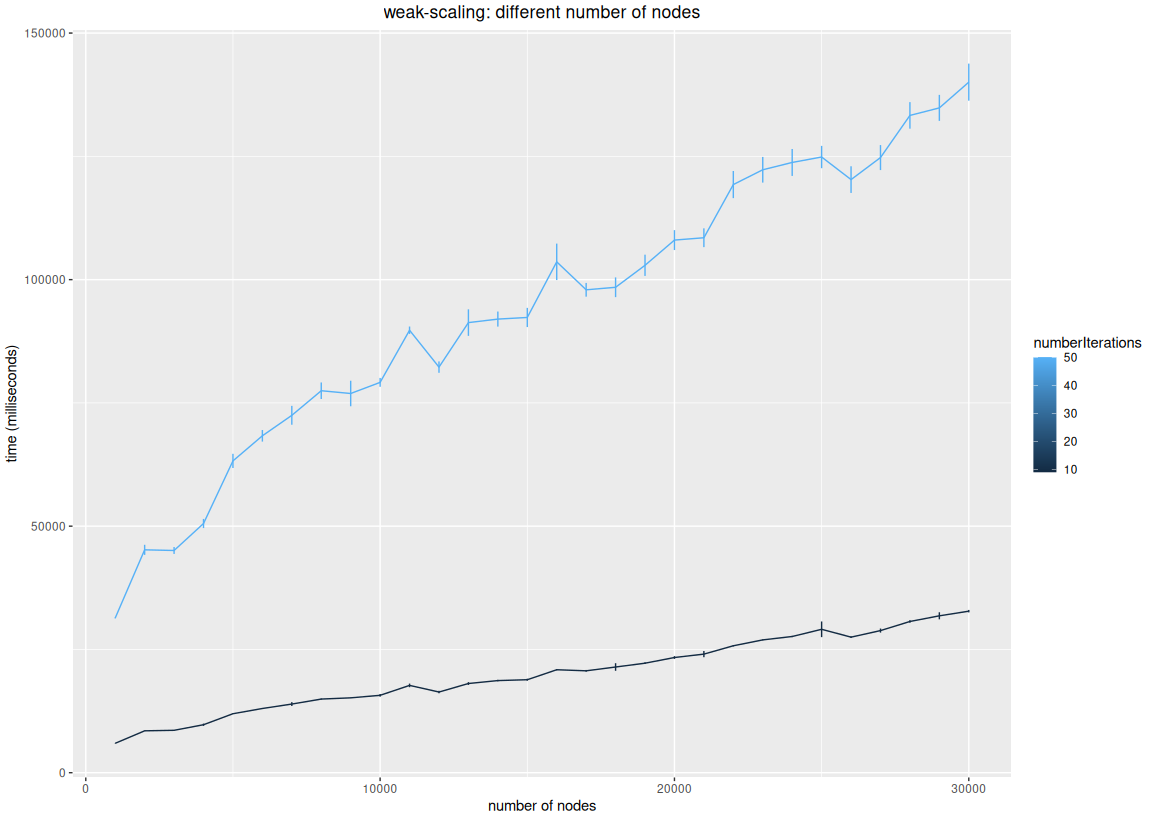 weak-scaling: different number of nodes
150000
100000
50000
0
time (milliseconds)
0 10000 20000 30000
number of nodes
numberIterations
50
40
30
20
10